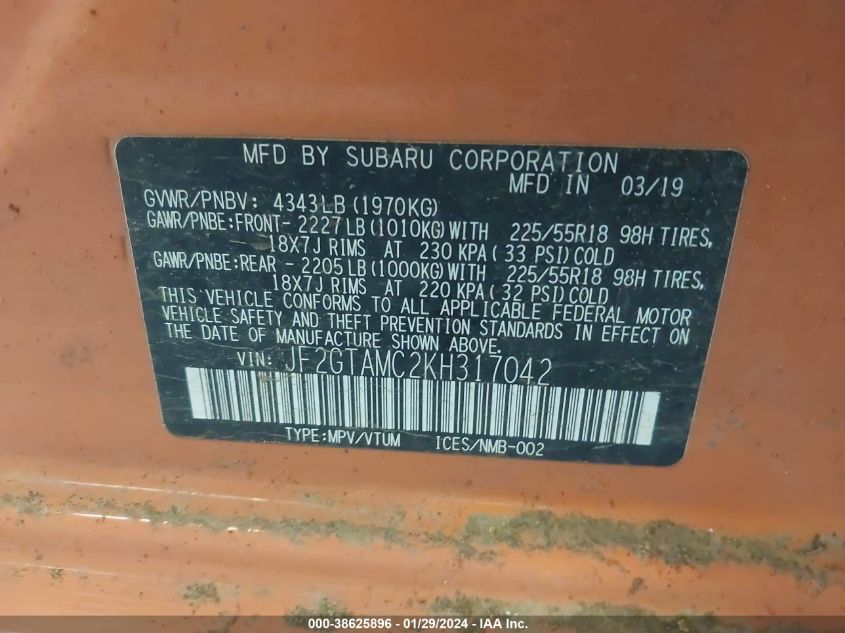 MFD BY SUBARU CORPORATION
MFD IN 03/19
GVWR/PNBV: 4343LB (1970KG)
GAWR/PNBE:FRONT- 2227LB (1010KG) WITH 225/55R18 98H TIRES,
18X7J RIMS AT 230 KPA ( 33 PSI) COLD
GAWR/PNBE:REAR - 2205LB (1000KG) WITH 225/55R18 98H TIRES,
18X7J RIMS AT 220 KPA ( 32 PSI) COLD
THIS VEHICLE CONFORMS TO ALL APPLICABLE FEDERAL MOTOR
VEHICLE SAFETY AND THEFT PREVENTION STANDARDS IN EFFECT ON
THE DATE OF MANUFACTURE SHOWN ABOVE.
VIN: JF2GTAMC2KH317042
TYPE:MPV/VTUM ICES/NMB-002
000-38625896 - 01/29/2024 - IAA Inc.